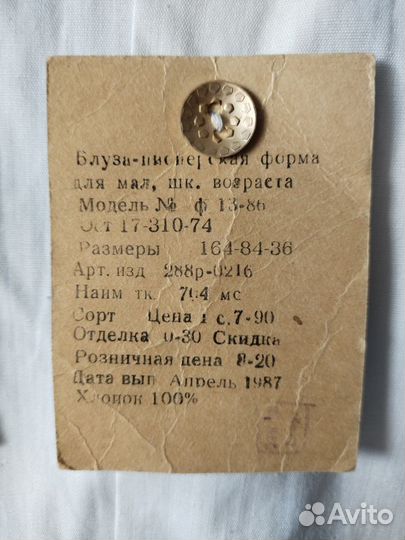 Блуза-пионерская форма
для мал, шк. возраста
Модель № ф 13-86
Ост 17-310-74
Размеры 164-84-36
Арт. изд 288р-0216
Наим тк. 704 мс
Сорт Цена 1 с.7-90
Отделка 0-30 Скидка
Розничная цена 8-20
Дата вып Апрель 1987
Хлопок 100%
Avito